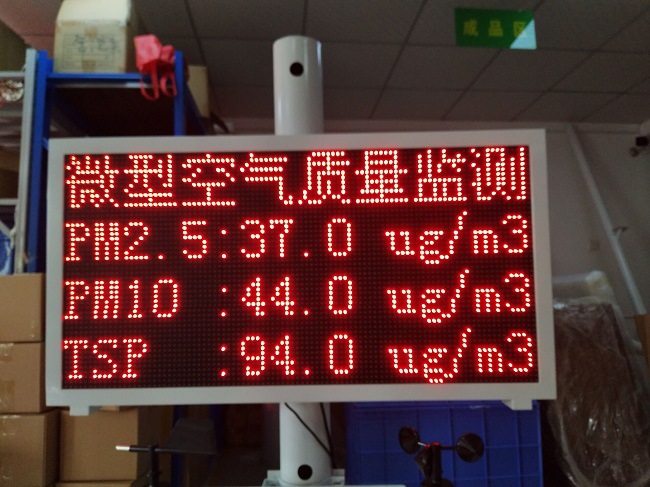 成品区
微型空气质量监测
PM2.5:37.0 ug/m3
PM10 :44.0 ug/m3
TSP :94.0 ug/m3